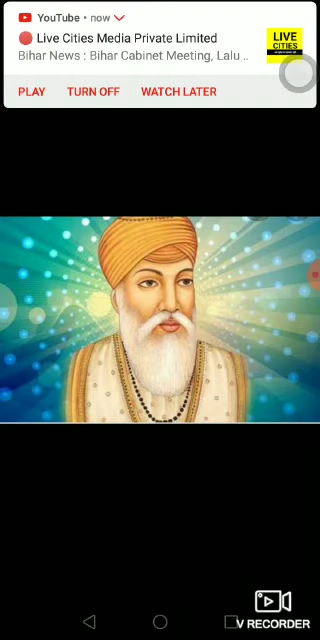 YouTube • now
Live Cities Media Private Limited
Bihar News : Bihar Cabinet Meeting, Lalu ..
LIVE
CITIES
PLAY TURN OFF WATCH LATER
V RECORDER